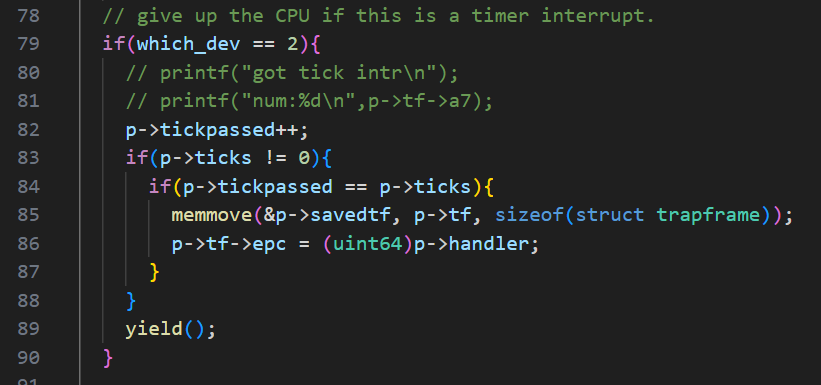 78 // give up the CPU if this is a timer interrupt.
79 if(which_dev == 2){
80 // printf("got tick intr\n");
81 // printf("num:%d\n",p->tf->a7);
82 p->tickpassed++;
83 if(p->ticks != 0){
84 if(p->tickpassed == p->ticks){
85 memmove(&p->savedtf, p->tf, sizeof(struct trapframe));
86 p->tf->epc = (uint64)p->handler;
87 }
88 }
89 yield();
90 }